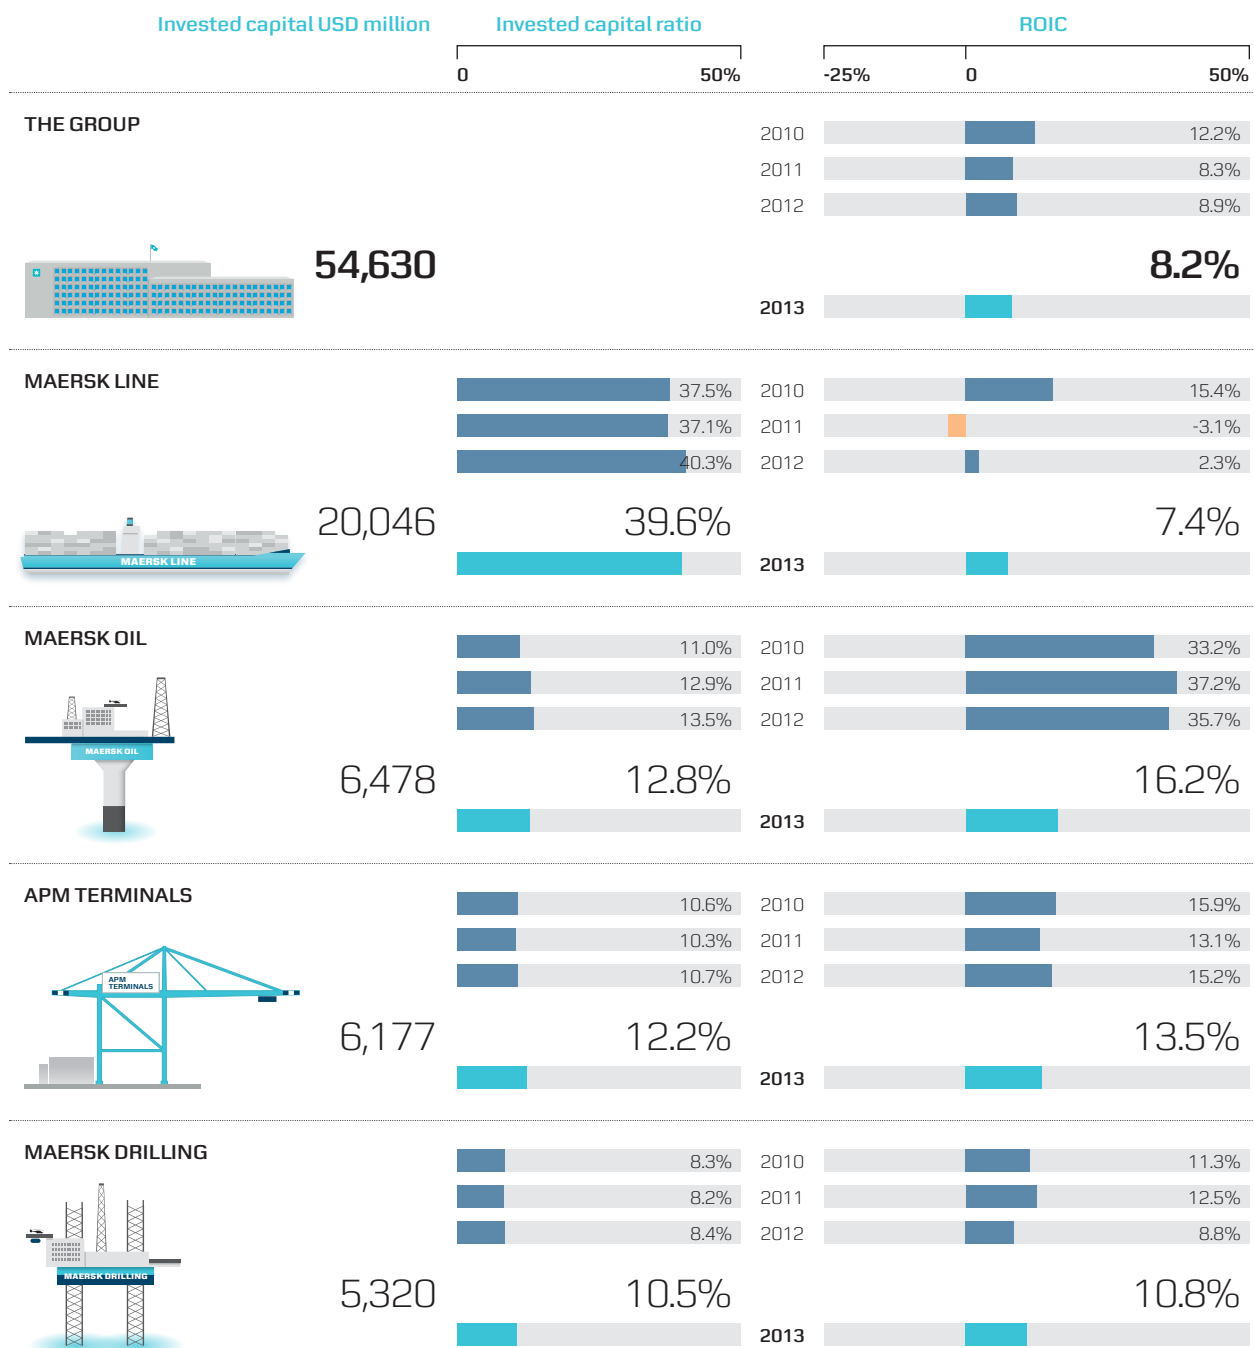 Invested capital USD million Invested capital ratio ROIC
0 50% -25% 0 50%
THE GROUP
2010 12.2%
2011 8.3%
2012 8.9%
54,630 8.2%
2013
MAERSK LINE
37.5% 2010 15.4%
37.1% 2011 -3.1%
40.3% 2012 2.3%
20,046 39.6% 7.4%
MAERSK LINE
2013
MAERSK OIL
11.0% 2010 33.2%
12.9% 2011 37.2%
13.5% 2012 35.7%
MAERSK OIL
6,478 12.8% 16.2%
2013
APM TERMINALS
10.6% 2010 15.9%
10.3% 2011 13.1%
10.7% 2012 15.2%
APM
TERMINALS
6,177 12.2% 13.5%
2013
MAERSK DRILLING
8.3% 2010 11.3%
8.2% 2011 12.5%
8.4% 2012 8.8%
MAERSK DRILLING
5,320 10.5% 10.8%
2013